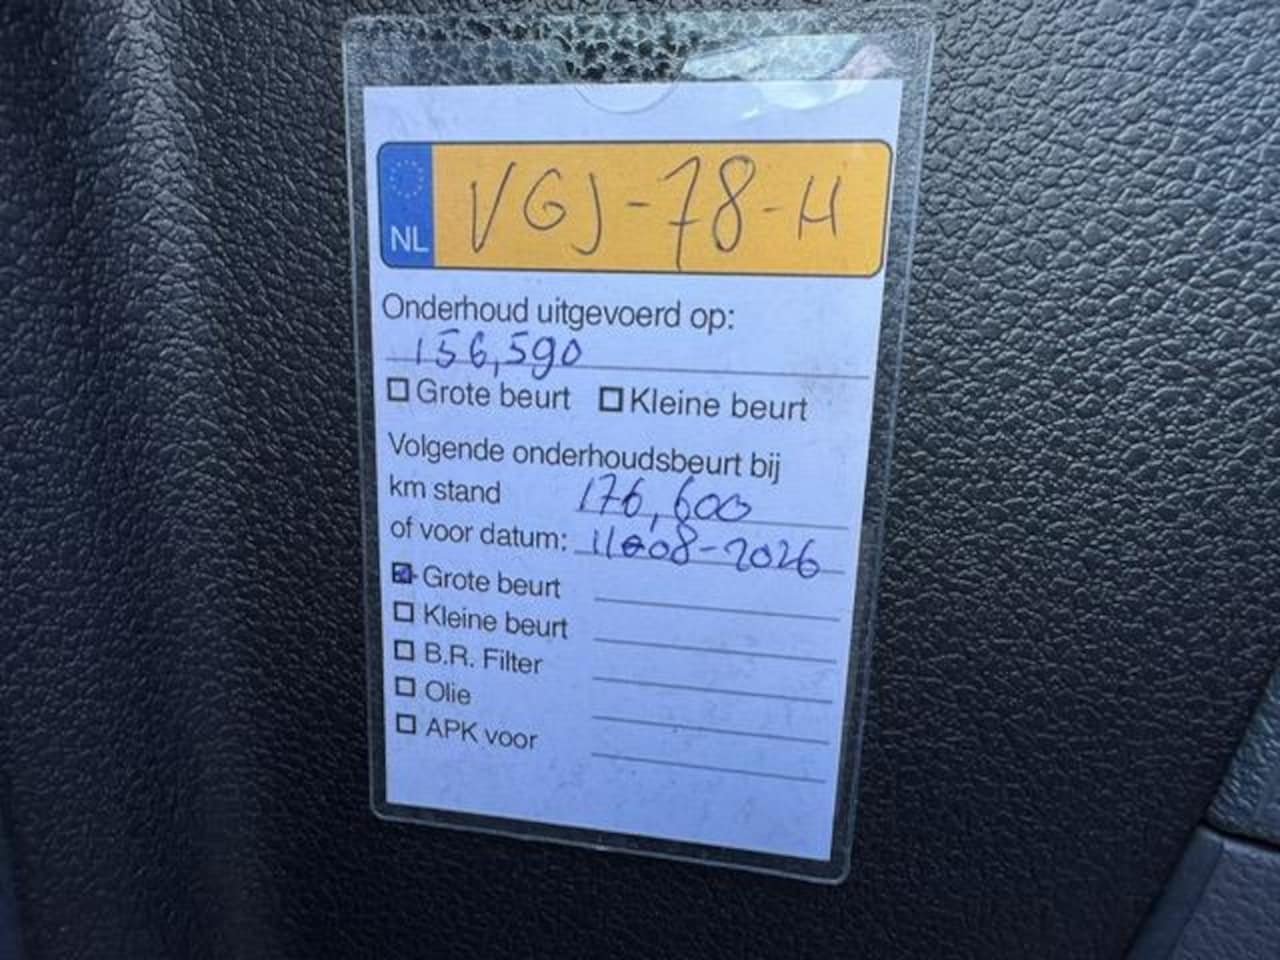 NL VGJ-78-H
Onderhoud uitgevoerd op:
156,590
Grote beurt Kleine beurt
Volgende onderhoudsbeurt bij
km stand 176,600
of voor datum: 11-08-2026
Grote beurt
Kleine beurt
B.R. Filter
Olie
APK voor